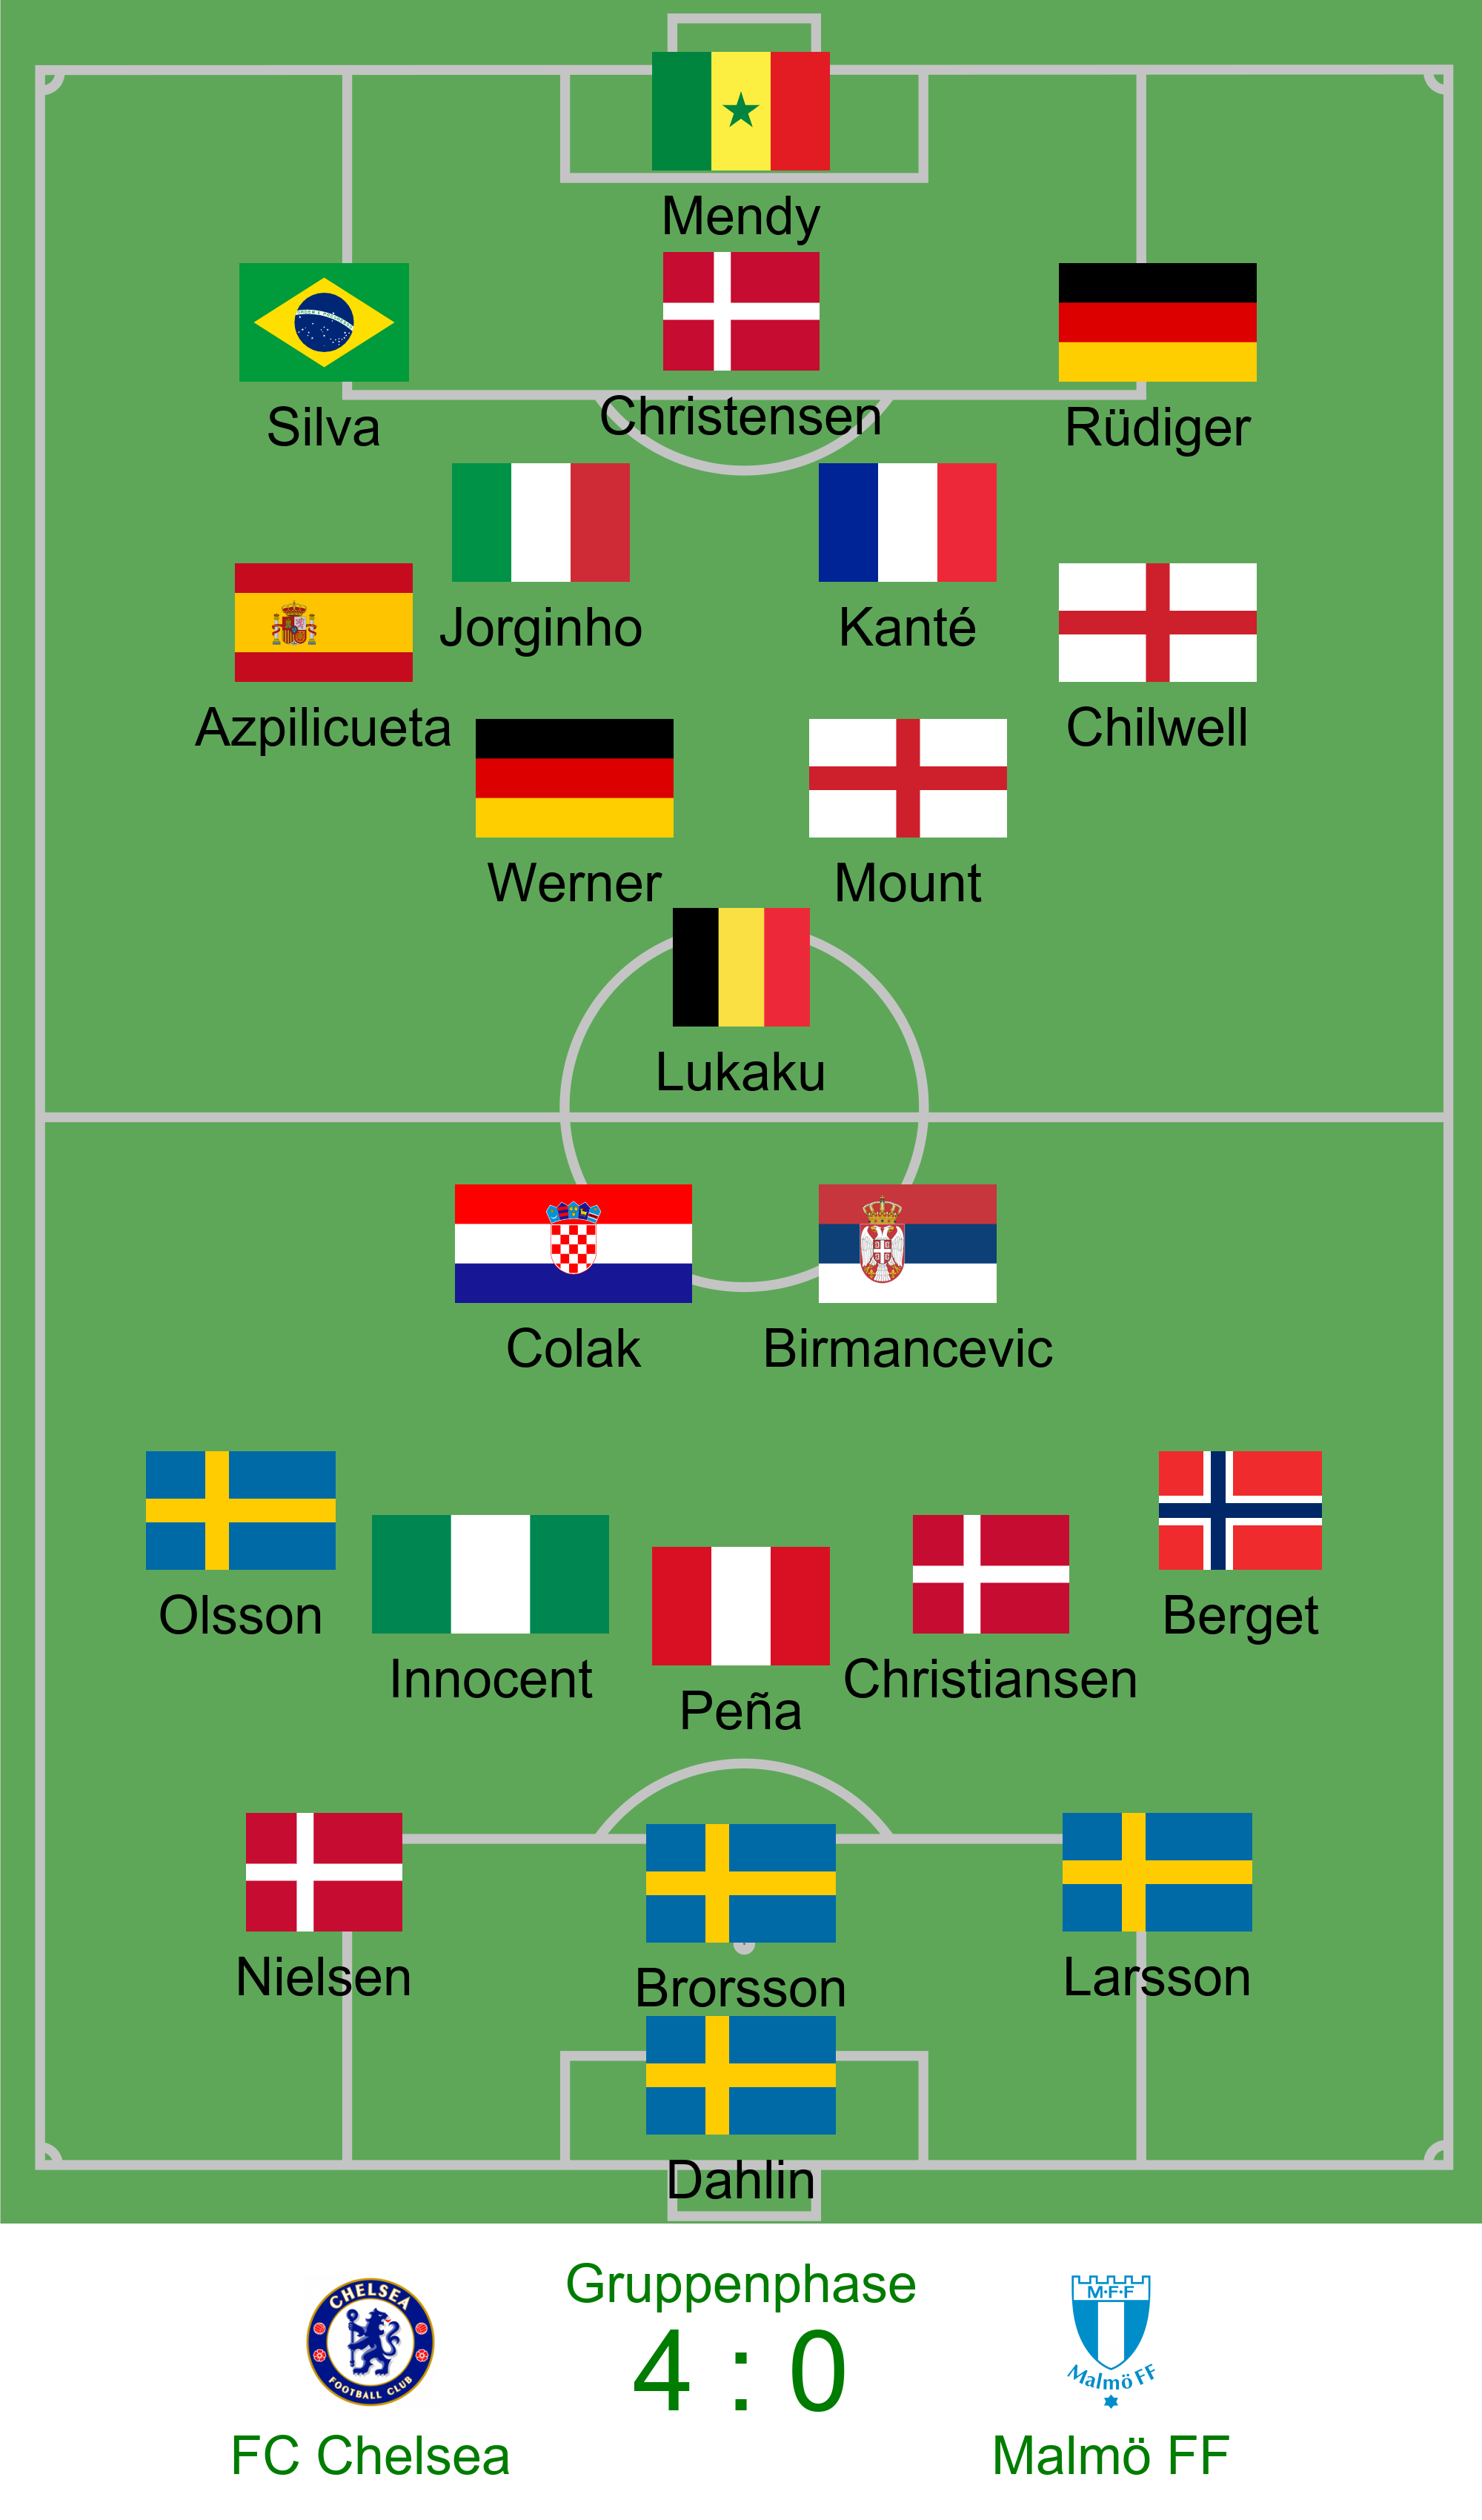 Mendy
Silva
Christensen
Rüdiger
Jorginho
Kanté
Azpilicueta
Chilwell
Werner
Mount
Lukaku
Colak
Birmancevic
Olsson
Innocent
Peña
Christiansen
Berget
Nielsen
Brorsson
Larsson
Dahlin
Gruppenphase
CHELSEA
FOOTBALL CLUB
4 : 0
M·F·F
Malmö FF
FC Chelsea
Malmö FF